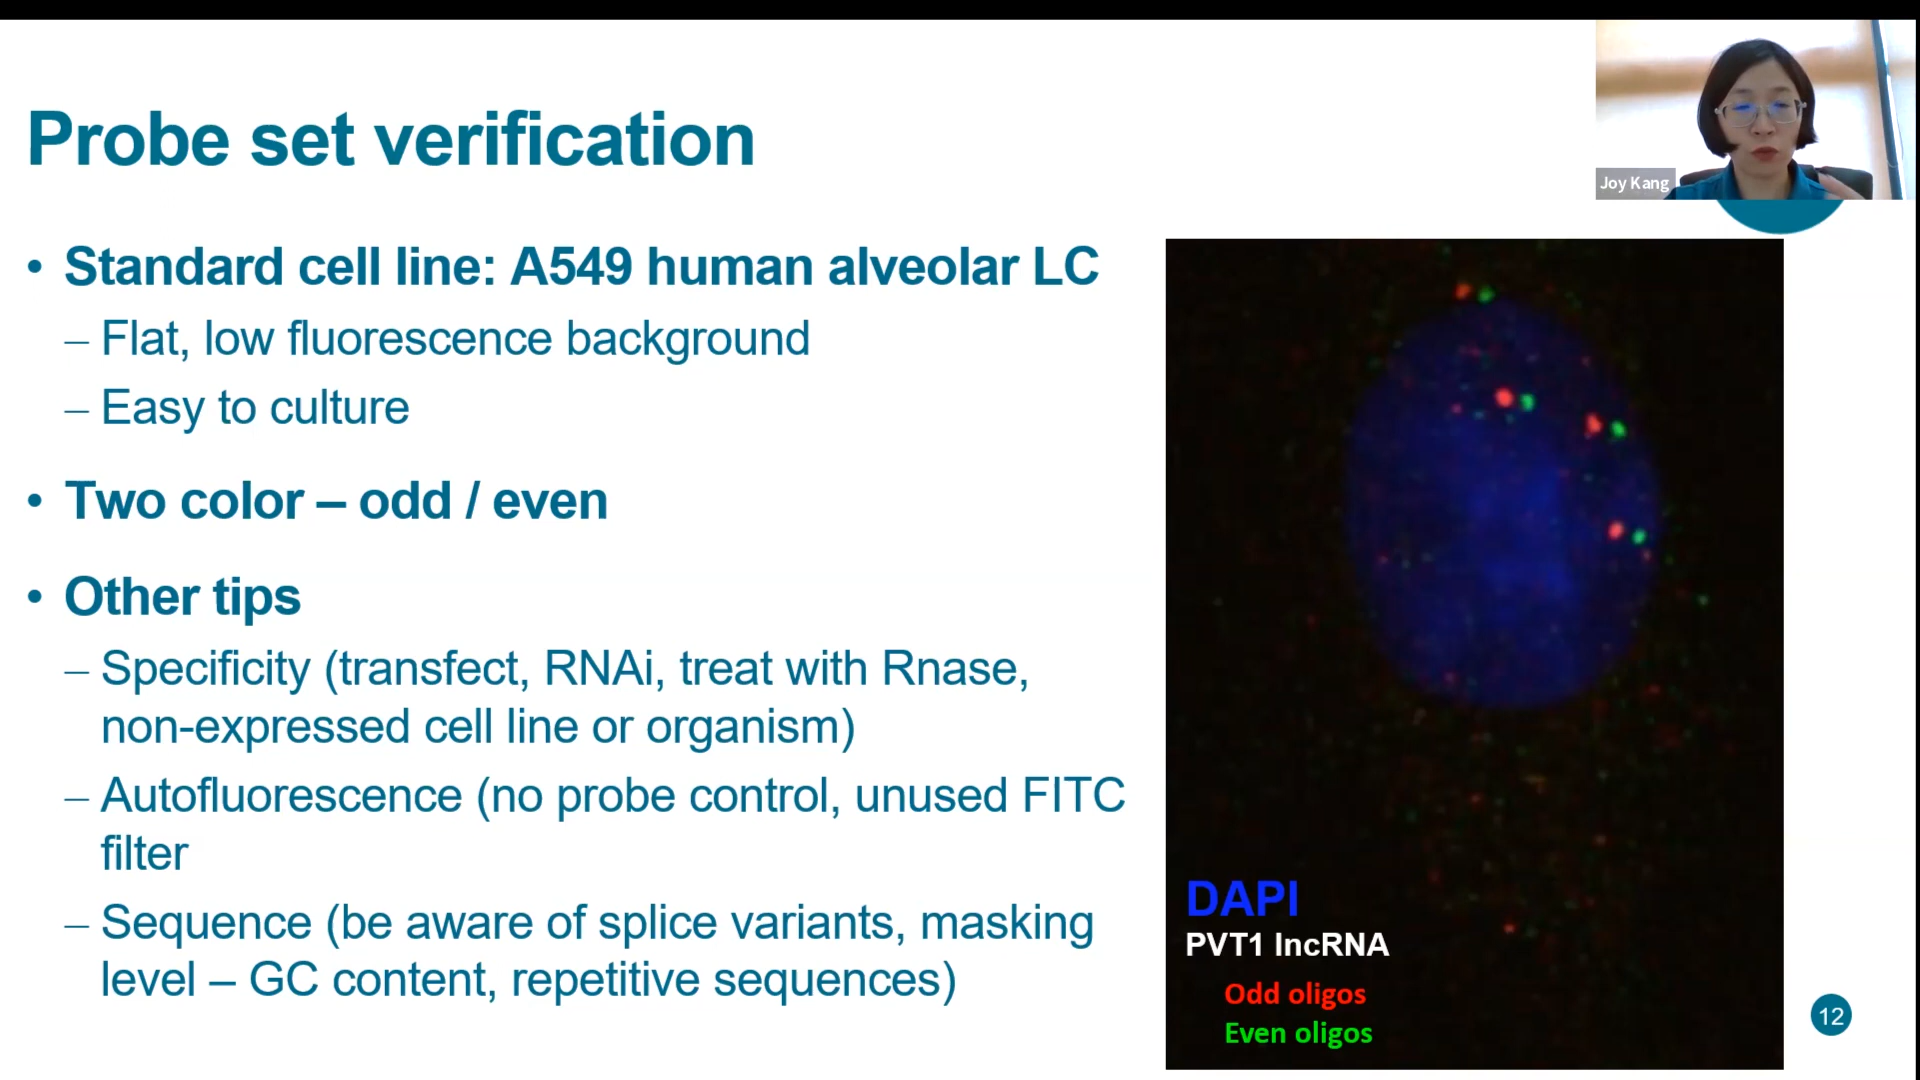 Probe set verification
Joy Kang
• Standard cell line: A549 human alveolar LC
– Flat, low fluorescence background
– Easy to culture
• Two color – odd / even
• Other tips
– Specificity (transfect, RNAi, treat with Rnase,
non-expressed cell line or organism)
– Autofluorescence (no probe control, unused FITC
filter
– Sequence (be aware of splice variants, masking
level – GC content, repetitive sequences)
DAPI
PVT1 lncRNA
Odd oligos
Even oligos
12